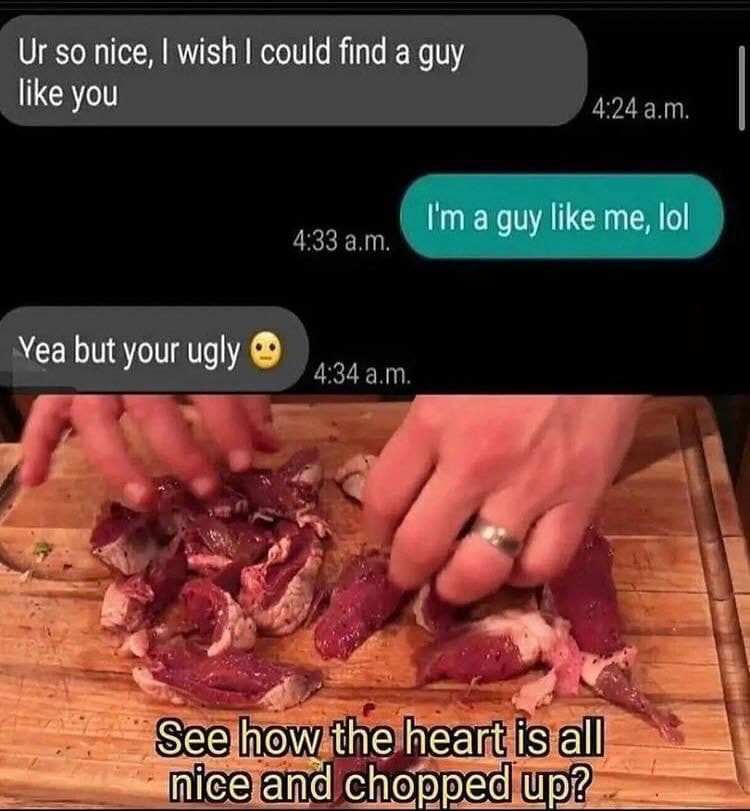 Ur so nice, I wish I could find a guy
like you
4:24 a.m.
I'm a guy like me, lol
4:33 a.m.
Yea but your ugly 😐
4:34 a.m.
See how the heart is all
nice and chopped up?